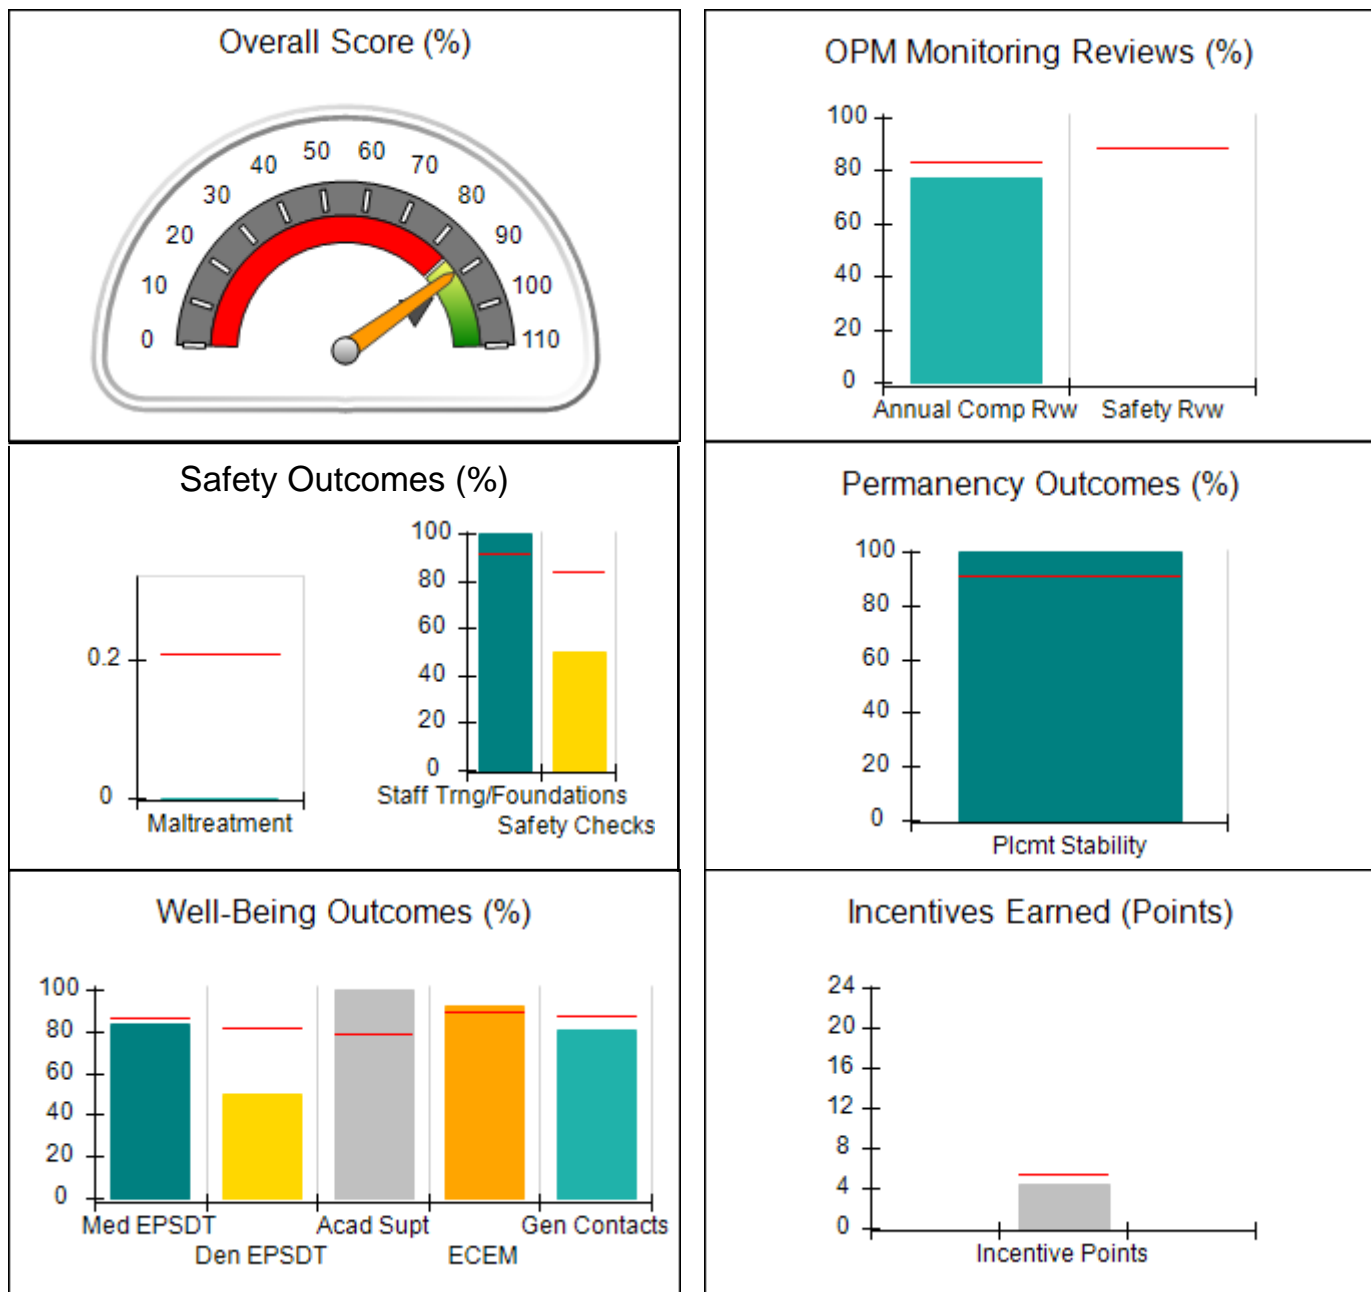 Overall Score (%)
0 10 20 30 40 50 60 70 80 90 100 110
OPM Monitoring Reviews (%)
100
80
60
40
20
0
Annual Comp Rvw Safety Rvw
Safety Outcomes (%)
0.2
0
Maltreatment
100
80
60
40
20
0
Staff Trng/Foundations
Safety Checks
Permanency Outcomes (%)
100
80
60
40
20
0
Plcmt Stability
Well-Being Outcomes (%)
100
80
60
40
20
0
Med EPSDT Acad Supt Gen Contacts
Den EPSDT ECEM
Incentives Earned (Points)
24
20
16
12
8
4
0
Incentive Points